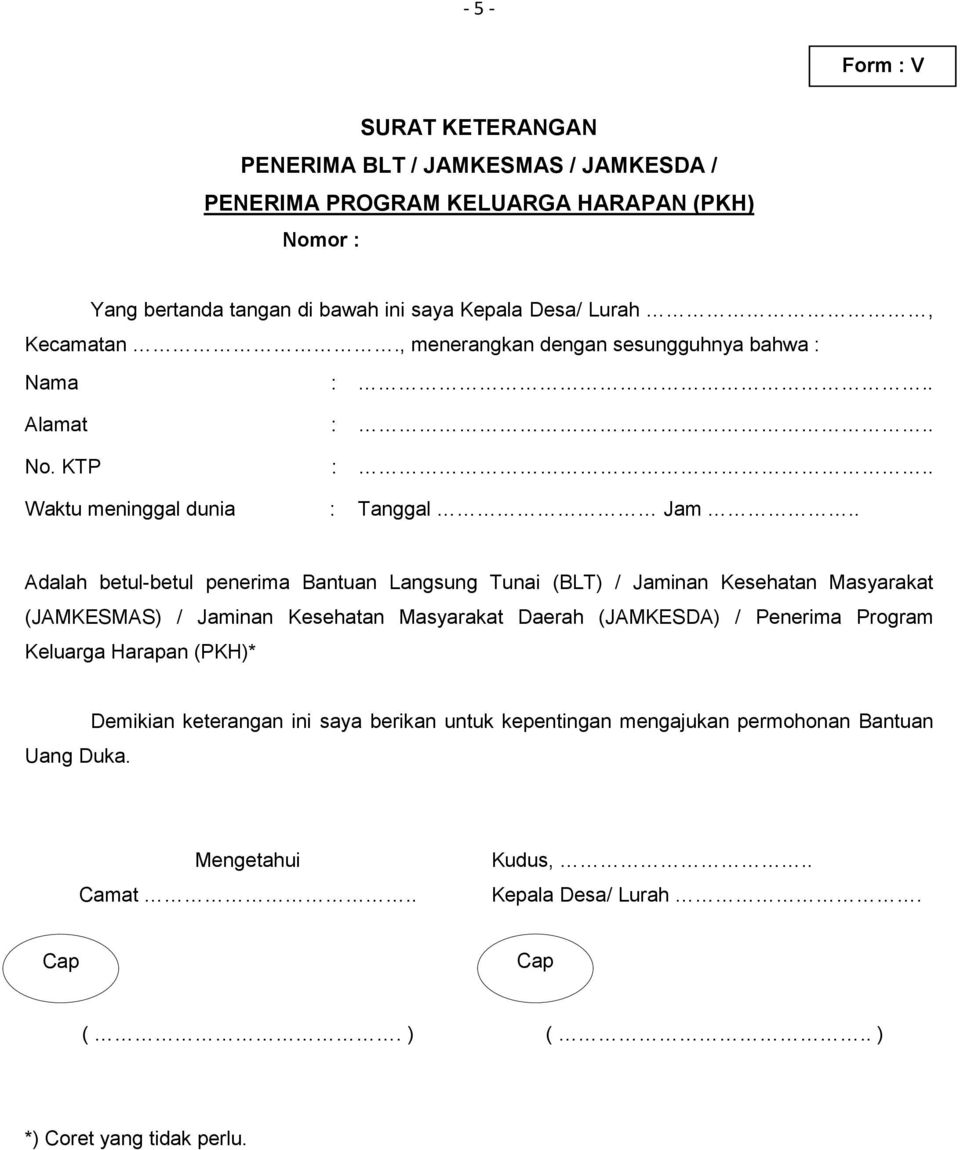 - 5 -
Form : V
SURAT KETERANGAN
PENERIMA BLT / JAMKESMAS / JAMKESDA /
PENERIMA PROGRAM KELUARGA HARAPAN (PKH)
Nomor :
Yang bertanda tangan di bawah ini saya Kepala Desa/ Lurah ……………………,
Kecamatan …………………., menerangkan dengan sesungguhnya bahwa :
Nama : …………………………………………..
Alamat : …………………………………………..
No. KTP : …………………………………………..
Waktu meninggal dunia : Tanggal ……………… Jam …………..
Adalah betul-betul penerima Bantuan Langsung Tunai (BLT) / Jaminan Kesehatan Masyarakat
(JAMKESMAS) / Jaminan Kesehatan Masyarakat Daerah (JAMKESDA) / Penerima Program
Keluarga Harapan (PKH)*
Demikian keterangan ini saya berikan untuk kepentingan mengajukan permohonan Bantuan
Uang Duka.
Mengetahui Kudus, …………………..
Camat ………………….. Kepala Desa/ Lurah ………………….
Cap Cap
( ……………………. ) ( …………………….. )
*) Coret yang tidak perlu.